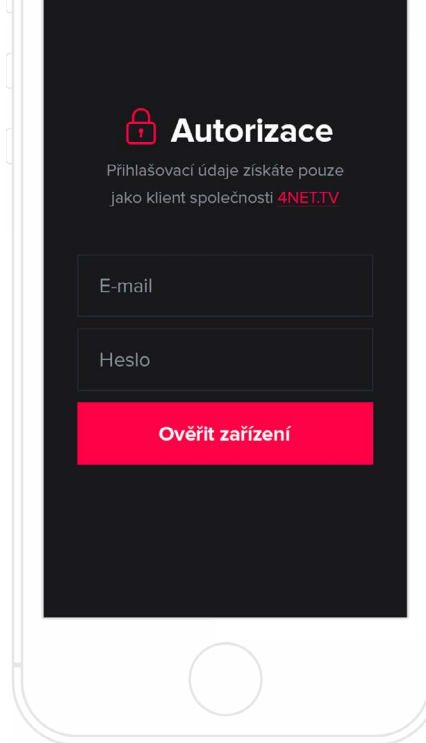 Autorizace
Přihlašovací údaje získáte pouze
jako klient společnosti 4NET.TV
E-mail
Heslo
Ověřit zařízení